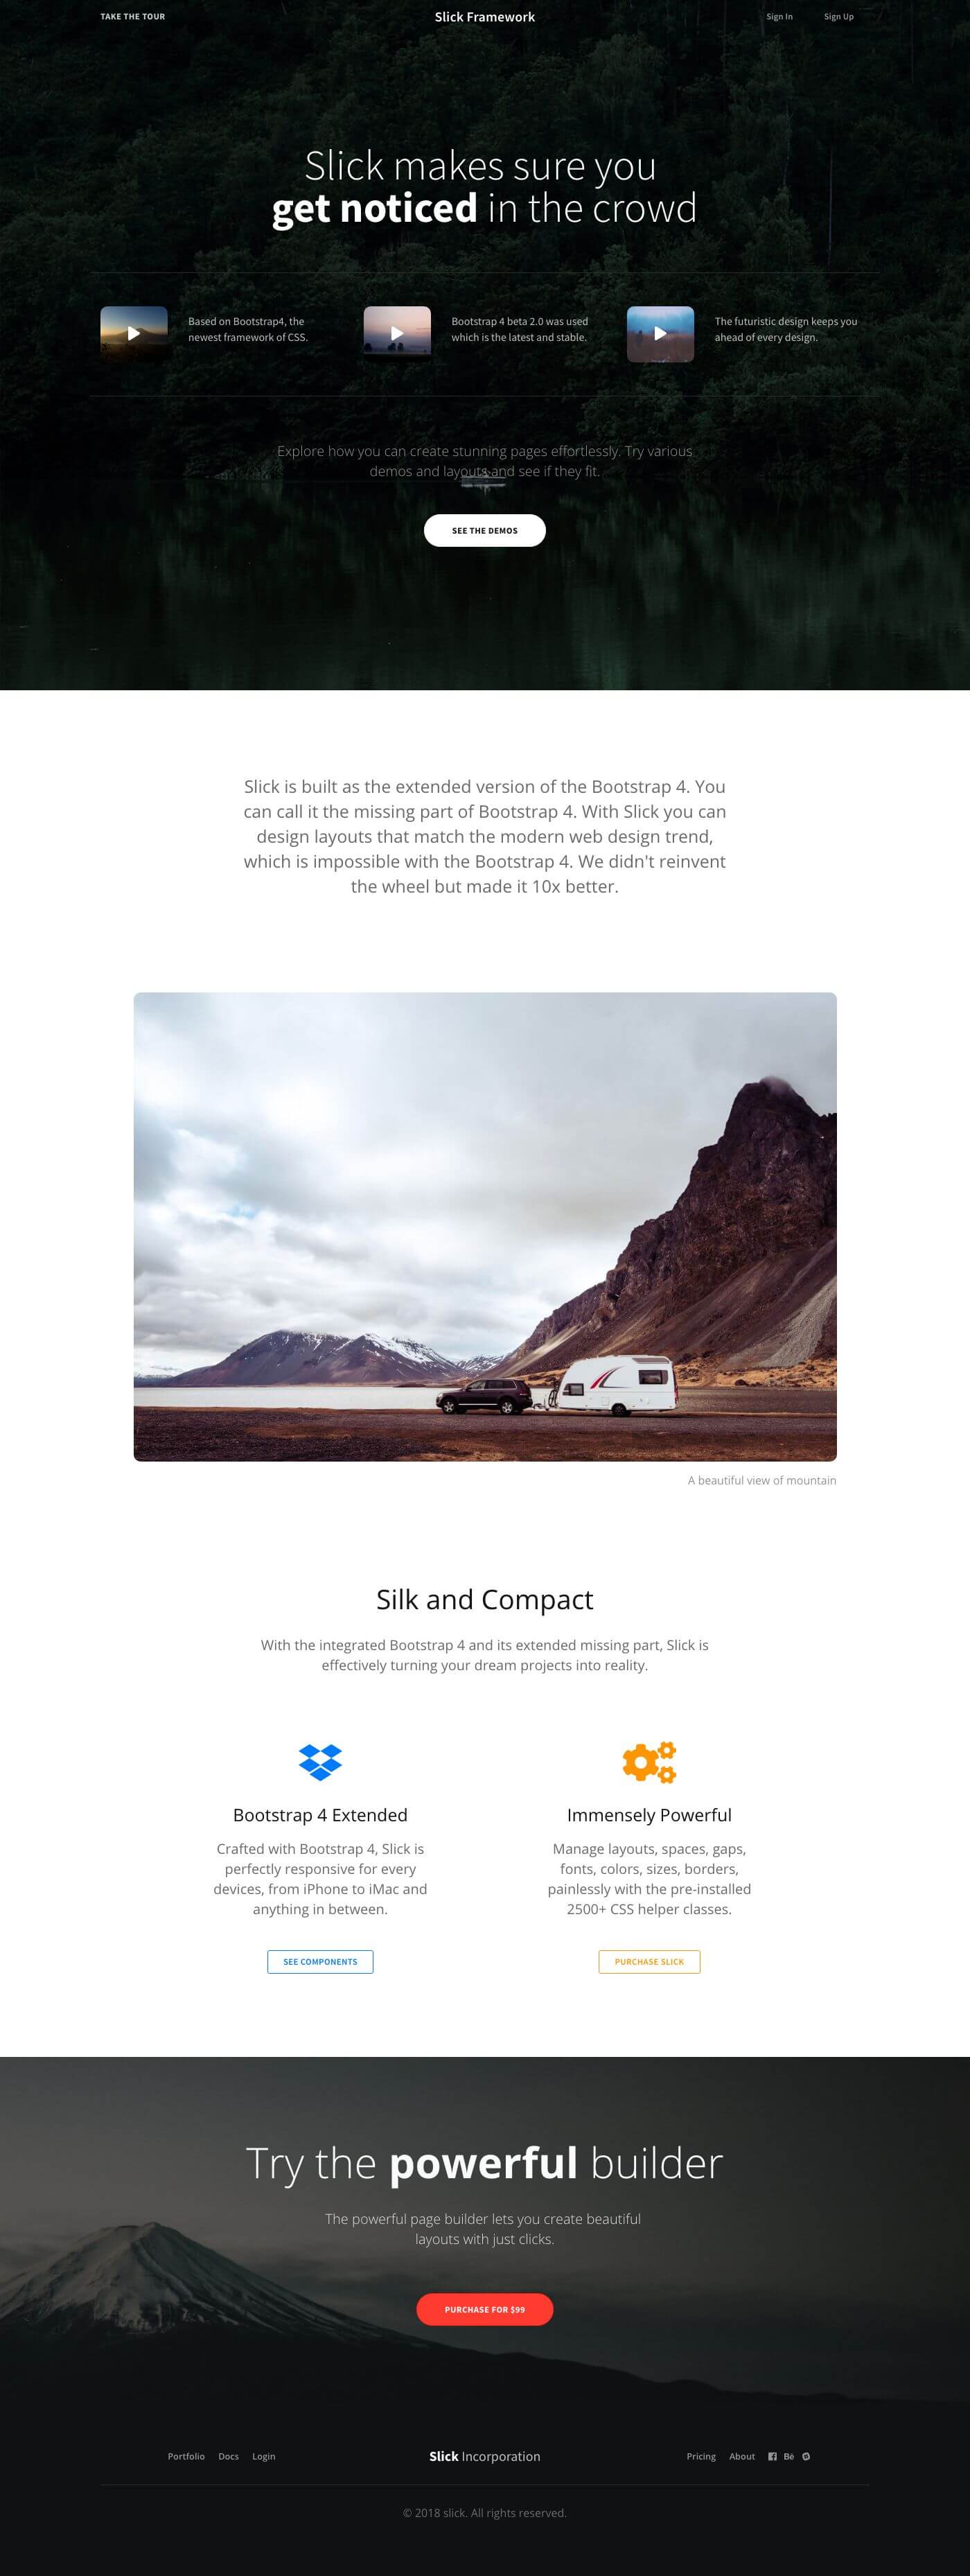 TAKE THE TOUR
Slick Framework
Sign In
Sign Up
Slick makes sure you
get noticed in the crowd
Based on Bootstrap4, the
newest framework of CSS.
Bootstrap 4 beta 2.0 was used
which is the latest and stable.
The futuristic design keeps you
ahead of every design.
Explore how you can create stunning pages effortlessly. Try various
demos and layouts and see if they fit.
SEE THE DEMOS
Slick is built as the extended version of the Bootstrap 4. You
can call it the missing part of Bootstrap 4. With Slick you can
design layouts that match the modern web design trend,
which is impossible with the Bootstrap 4. We didn't reinvent
the wheel but made it 10x better.
A beautiful view of mountain
Silk and Compact
With the integrated Bootstrap 4 and its extended missing part, Slick is
effectively turning your dream projects into reality.
Bootstrap 4 Extended
Crafted with Bootstrap 4, Slick is
perfectly responsive for every
devices, from iPhone to iMac and
anything in between.
SEE COMPONENTS
Immensely Powerful
Manage layouts, spaces, gaps,
fonts, colors, sizes, borders,
painlessly with the pre-installed
2500+ CSS helper classes.
PURCHASE SLICK
Try the powerful builder
The powerful page builder lets you create beautiful
layouts with just clicks.
PURCHASE FOR $99
Portfolio Docs Login
Slick Incorporation
Pricing About
© 2018 slick. All rights reserved.